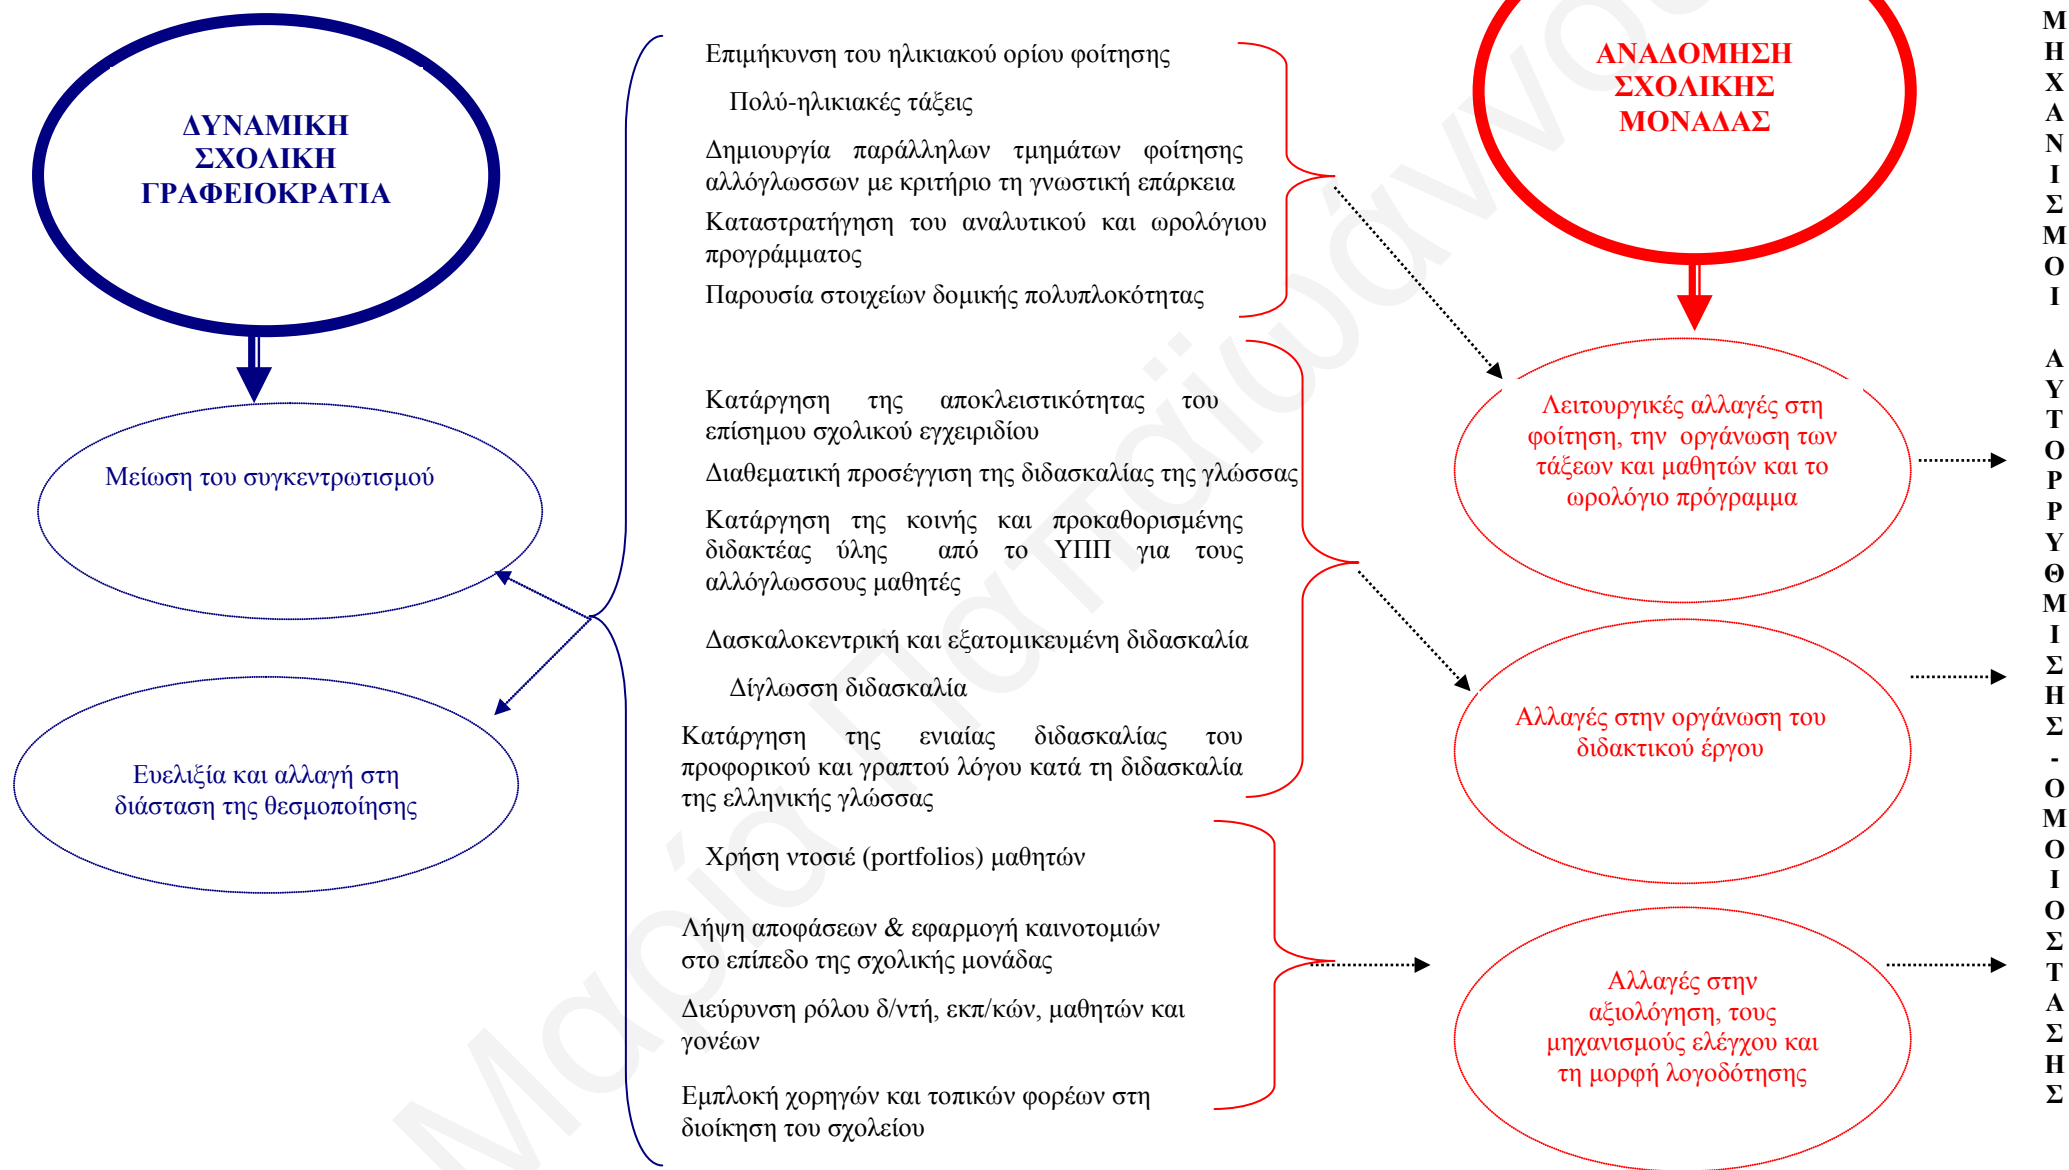 ΔΥΝΑΜΙΚΗ
ΣΧΟΛΙΚΗ
ΓΡΑΦΕΙΟΚΡΑΤΙΑ
Μείωση του συγκεντρωτισμού
Ευελιξία και αλλαγή στη
διάσταση της θεσμοποίησης
Επιμήκυνση του ηλικιακού ορίου φοίτησης
Πολύ-ηλικιακές τάξεις
Δημιουργία παράλληλων τμημάτων φοίτησης
αλλόγλωσσων με κριτήριο τη γνωστική επάρκεια
Καταστρατήγηση του αναλυτικού και ωρολόγιου
προγράμματος
Παρουσία στοιχείων δομικής πολυπλοκότητας
Κατάργηση της αποκλειστικότητας του
επίσημου σχολικού εγχειριδίου
Διαθεματική προσέγγιση της διδασκαλίας της γλώσσας
Κατάργηση της κοινής και προκαθορισμένης
διδακτέας ύλης από το ΥΠΠ για τους
αλλόγλωσσους μαθητές
Δασκαλοκεντρική και εξατομικευμένη διδασκαλία
Δίγλωσση διδασκαλία
Κατάργηση της ενιαίας διδασκαλίας του
προφορικού και γραπτού λόγου κατά τη διδασκαλία
της ελληνικής γλώσσας
Χρήση ντοσιέ (portfolios) μαθητών
Λήψη αποφάσεων & εφαρμογή καινοτομιών
στο επίπεδο της σχολικής μονάδας
Διεύρυνση ρόλου δ/ντή, εκπ/κών, μαθητών και
γονέων
Εμπλοκή χορηγών και τοπικών φορέων στη
διοίκηση του σχολείου
ΑΝΑΔΟΜΗΣΗ
ΣΧΟΛΙΚΗΣ
ΜΟΝΑΔΑΣ
Λειτουργικές αλλαγές στη
φοίτηση, την οργάνωση των
τάξεων και μαθητών και το
ωρολόγιο πρόγραμμα
Αλλαγές στην οργάνωση του
διδακτικού έργου
Αλλαγές στην
αξιολόγηση, τους
μηχανισμούς ελέγχου και
τη μορφή λογοδότησης
ΜΗΧΑΝΙΣΜΟΙ ΑΥΤΟΡΡΥΘΜΙΣΗΣ-ΟΜΟΙΟΣΤΑΣΗΣ
Μαρία Παπαϊωάννου